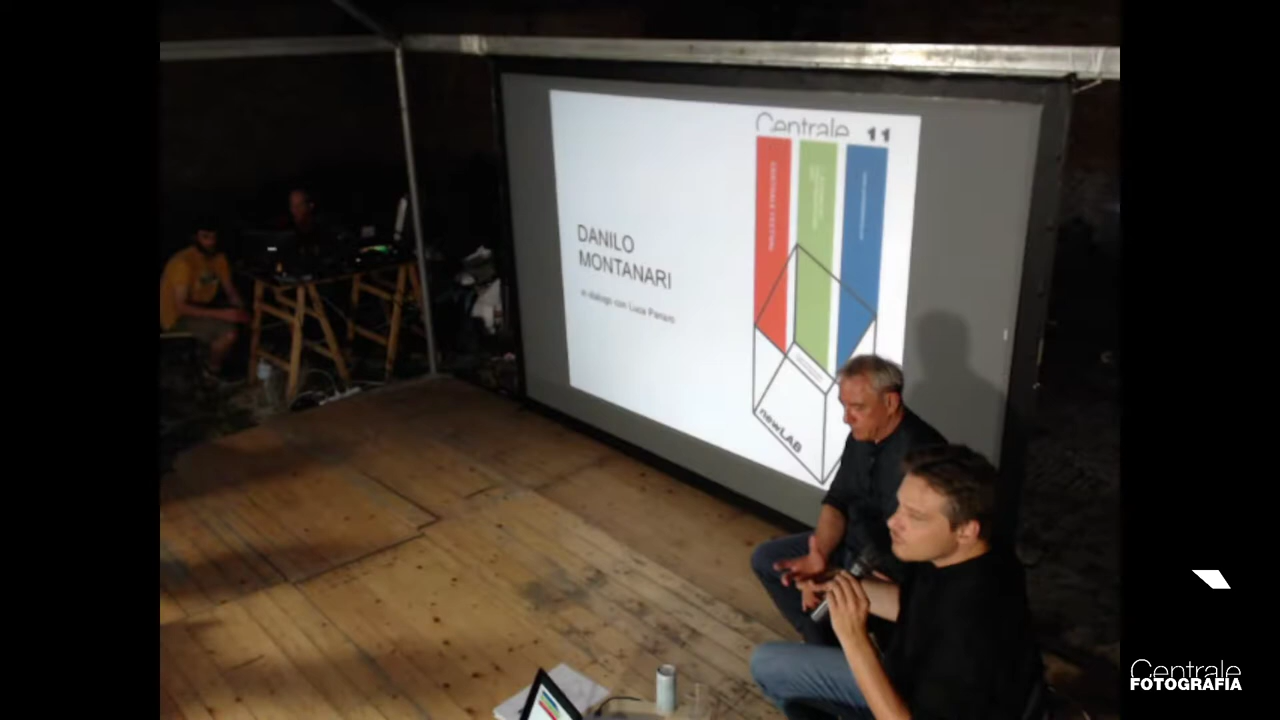 Centrale 11
DANILO
MONTANARI
in dialogo con Luca Panaro
newLAB
Centrale
FOTOGRAFIA